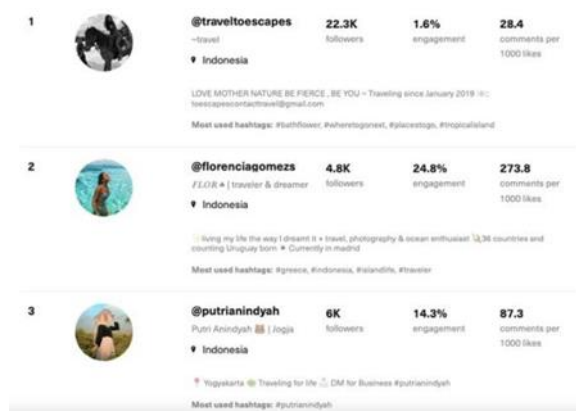 1
@traveltoescapes
~travel
Indonesia
22.3K
followers
1.6%
engagement
28.4
comments per
1000 likes
LOVE MOTHER NATURE BE FIERCE , BE YOU ~ Traveling since January 2018
toescapescontacttravel@gmail.com
Most used hashtags: #bathflower, #wheretogonext, #placestogo, #tropicalisland
2
@florenciagomezs
FLOR | traveler & dreamer
Indonesia
4.8K
followers
24.8%
engagement
273.8
comments per
1000 likes
living my life the way I dreamt it • travel, photography & ocean enthusiast 36 countries and
counting Uruguay born Currently in madrid
Most used hashtags: #greece, #indonesia, #islandlife, #traveler
3
@putrianindyah
Putri Anindyah | Jogja
Indonesia
6K
followers
14.3%
engagement
87.3
comments per
1000 likes
Yogyakarta Traveling for life DM for Business #putrianindyah
Most used hashtags: #putrianindyah